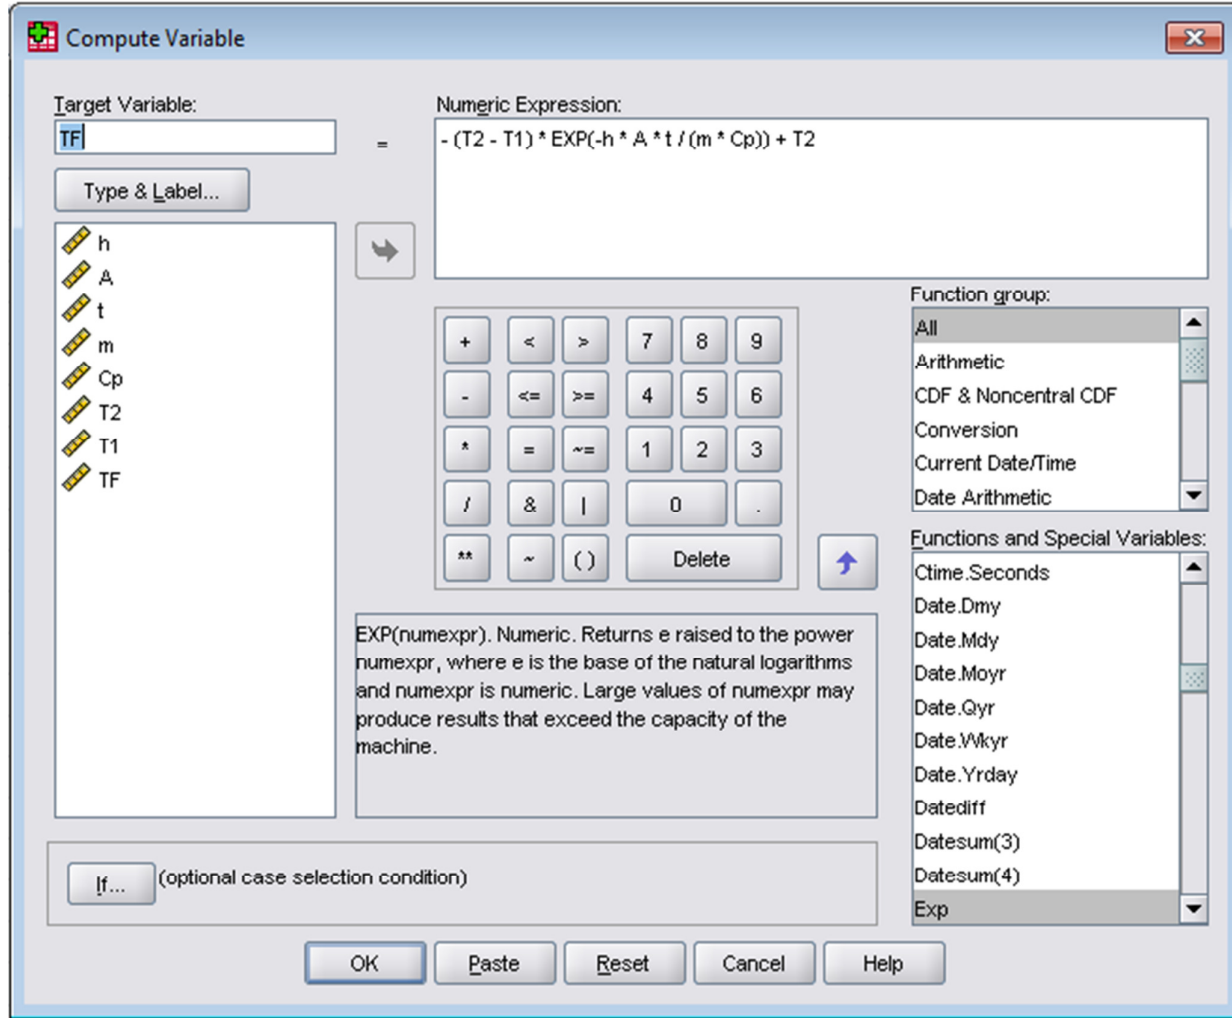 Compute Variable
Target Variable:
TF
=
Numeric Expression:
- (T2 - T1) * EXP(-h * A * t / (m * Cp)) + T2
Type & Label...
h
A
t
m
Cp
T2
T1
TF
+ < > 7 8 9
- <= >= 4 5 6
* = ~= 1 2 3
/ & | 0 .
** ~ ( ) Delete
Function group:
All
Arithmetic
CDF & Noncentral CDF
Conversion
Current Date/Time
Date Arithmetic
Functions and Special Variables:
Ctime.Seconds
Date.Dmy
Date.Mdy
Date.Moyr
Date.Qyr
Date.Wkyr
Date.Yrday
Datediff
Datesum(3)
Datesum(4)
Exp
EXP(numexpr). Numeric. Returns e raised to the power
numexpr, where e is the base of the natural logarithms
and numexpr is numeric. Large values of numexpr may
produce results that exceed the capacity of the
machine.
If... (optional case selection condition)
OK Paste Reset Cancel Help